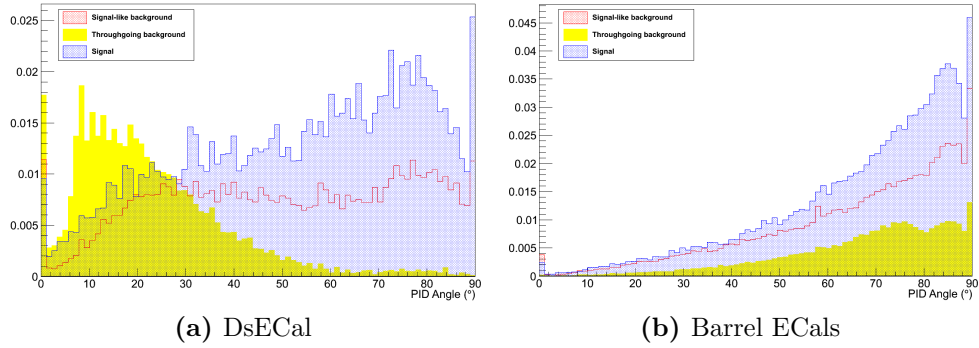 0.025
0.02
0.015
0.01
0.005
0
Signal-like background
Throughgoing background
Signal
0 10 20 30 40 50 60 70 80 90
PID Angle (°)
(a) DsECal
0.045
0.04
0.035
0.03
0.025
0.02
0.015
0.01
0.005
0
Signal-like background
Throughgoing background
Signal
0 10 20 30 40 50 60 70 80 90
PID Angle (°)
(b) Barrel ECals